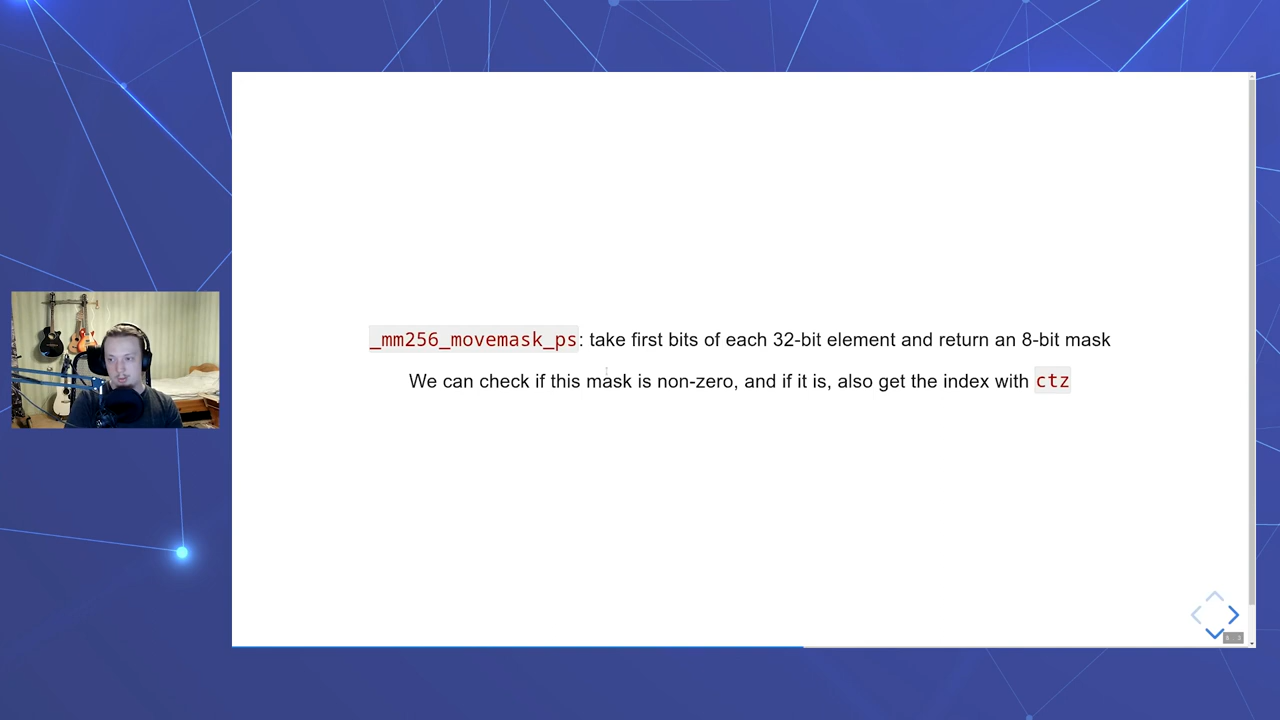 _mm256_movemask_ps: take first bits of each 32-bit element and return an 8-bit mask
We can check if this mask is non-zero, and if it is, also get the index with ctz